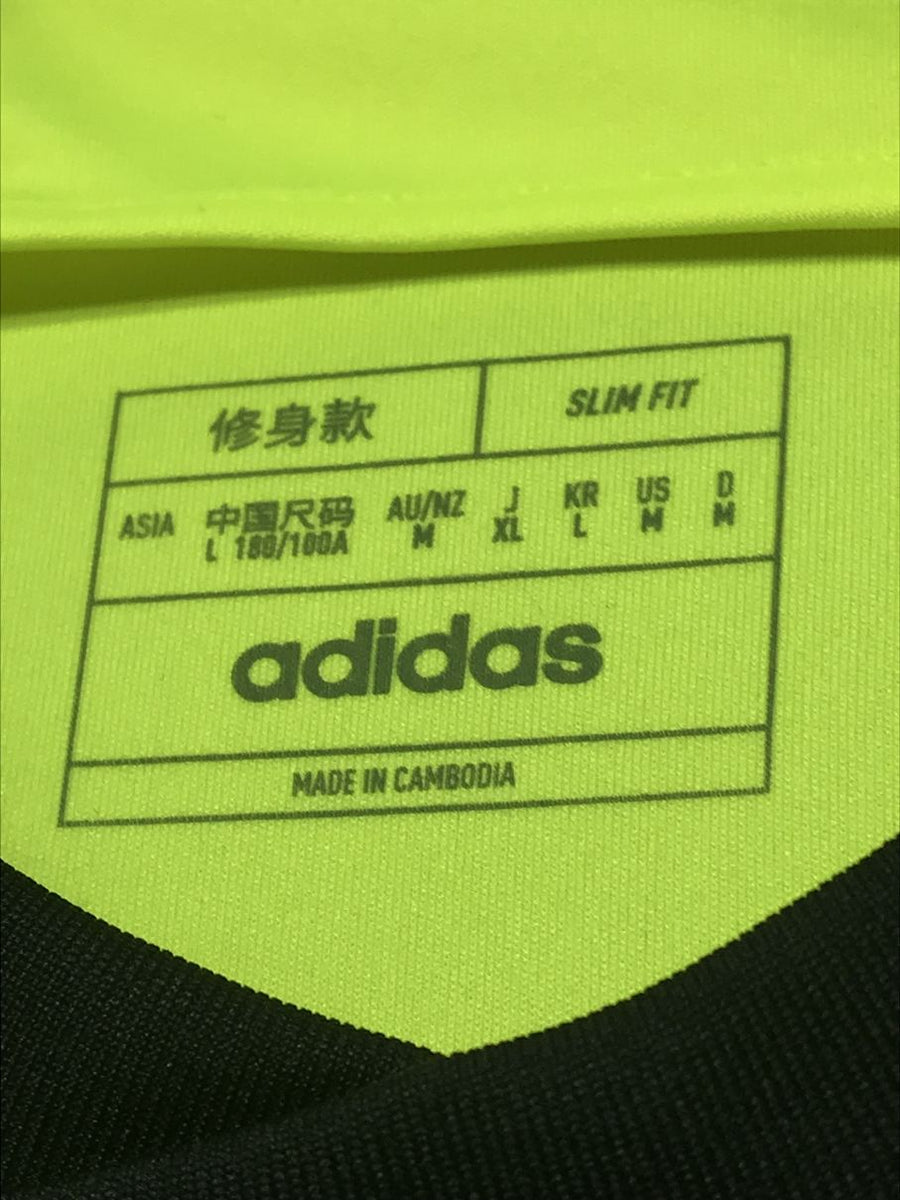 修身款 SLIM FIT
ASIA 中国尺码 AU/NZ J KR US D
L 180/100A M XL L M M
adidas
MADE IN CAMBODIA